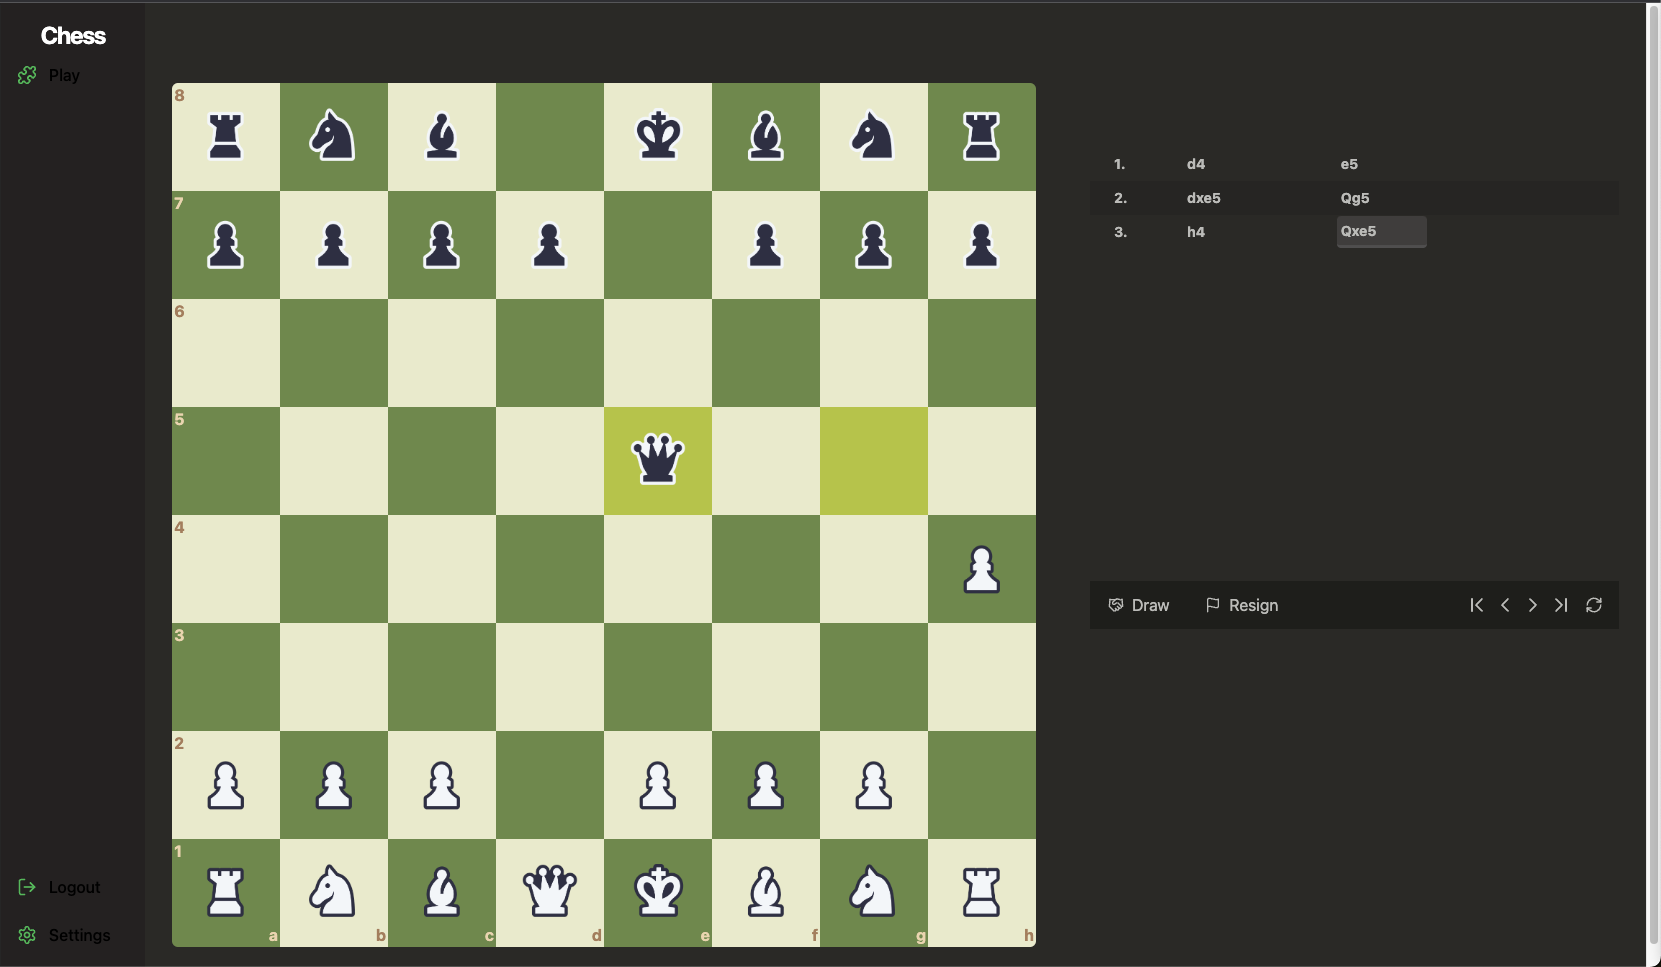 Chess
Play
8
7
6
5
4
3
2
1
a b c d e f g h
1. d4 e5
2. dxe5 Qg5
3. h4 Qxe5
Draw Resign
Logout
Settings